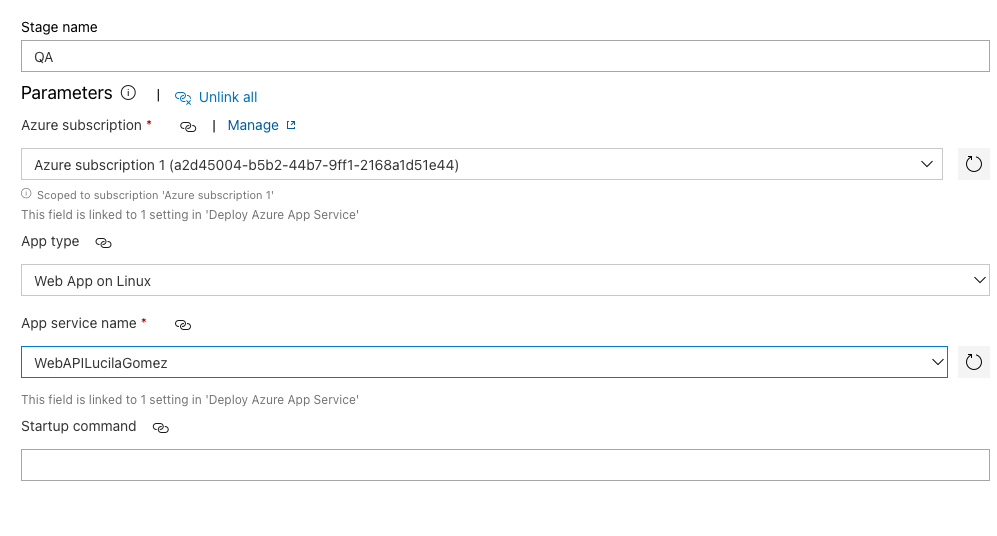 Stage name
QA
Parameters | Unlink all
Azure subscription * | Manage
Azure subscription 1 (a2d45004-b5b2-44b7-9ff1-2168a1d51e44)
Scoped to subscription 'Azure subscription 1'
This field is linked to 1 setting in 'Deploy Azure App Service'
App type
Web App on Linux
App service name *
WebAPILucilaGomez
This field is linked to 1 setting in 'Deploy Azure App Service'
Startup command